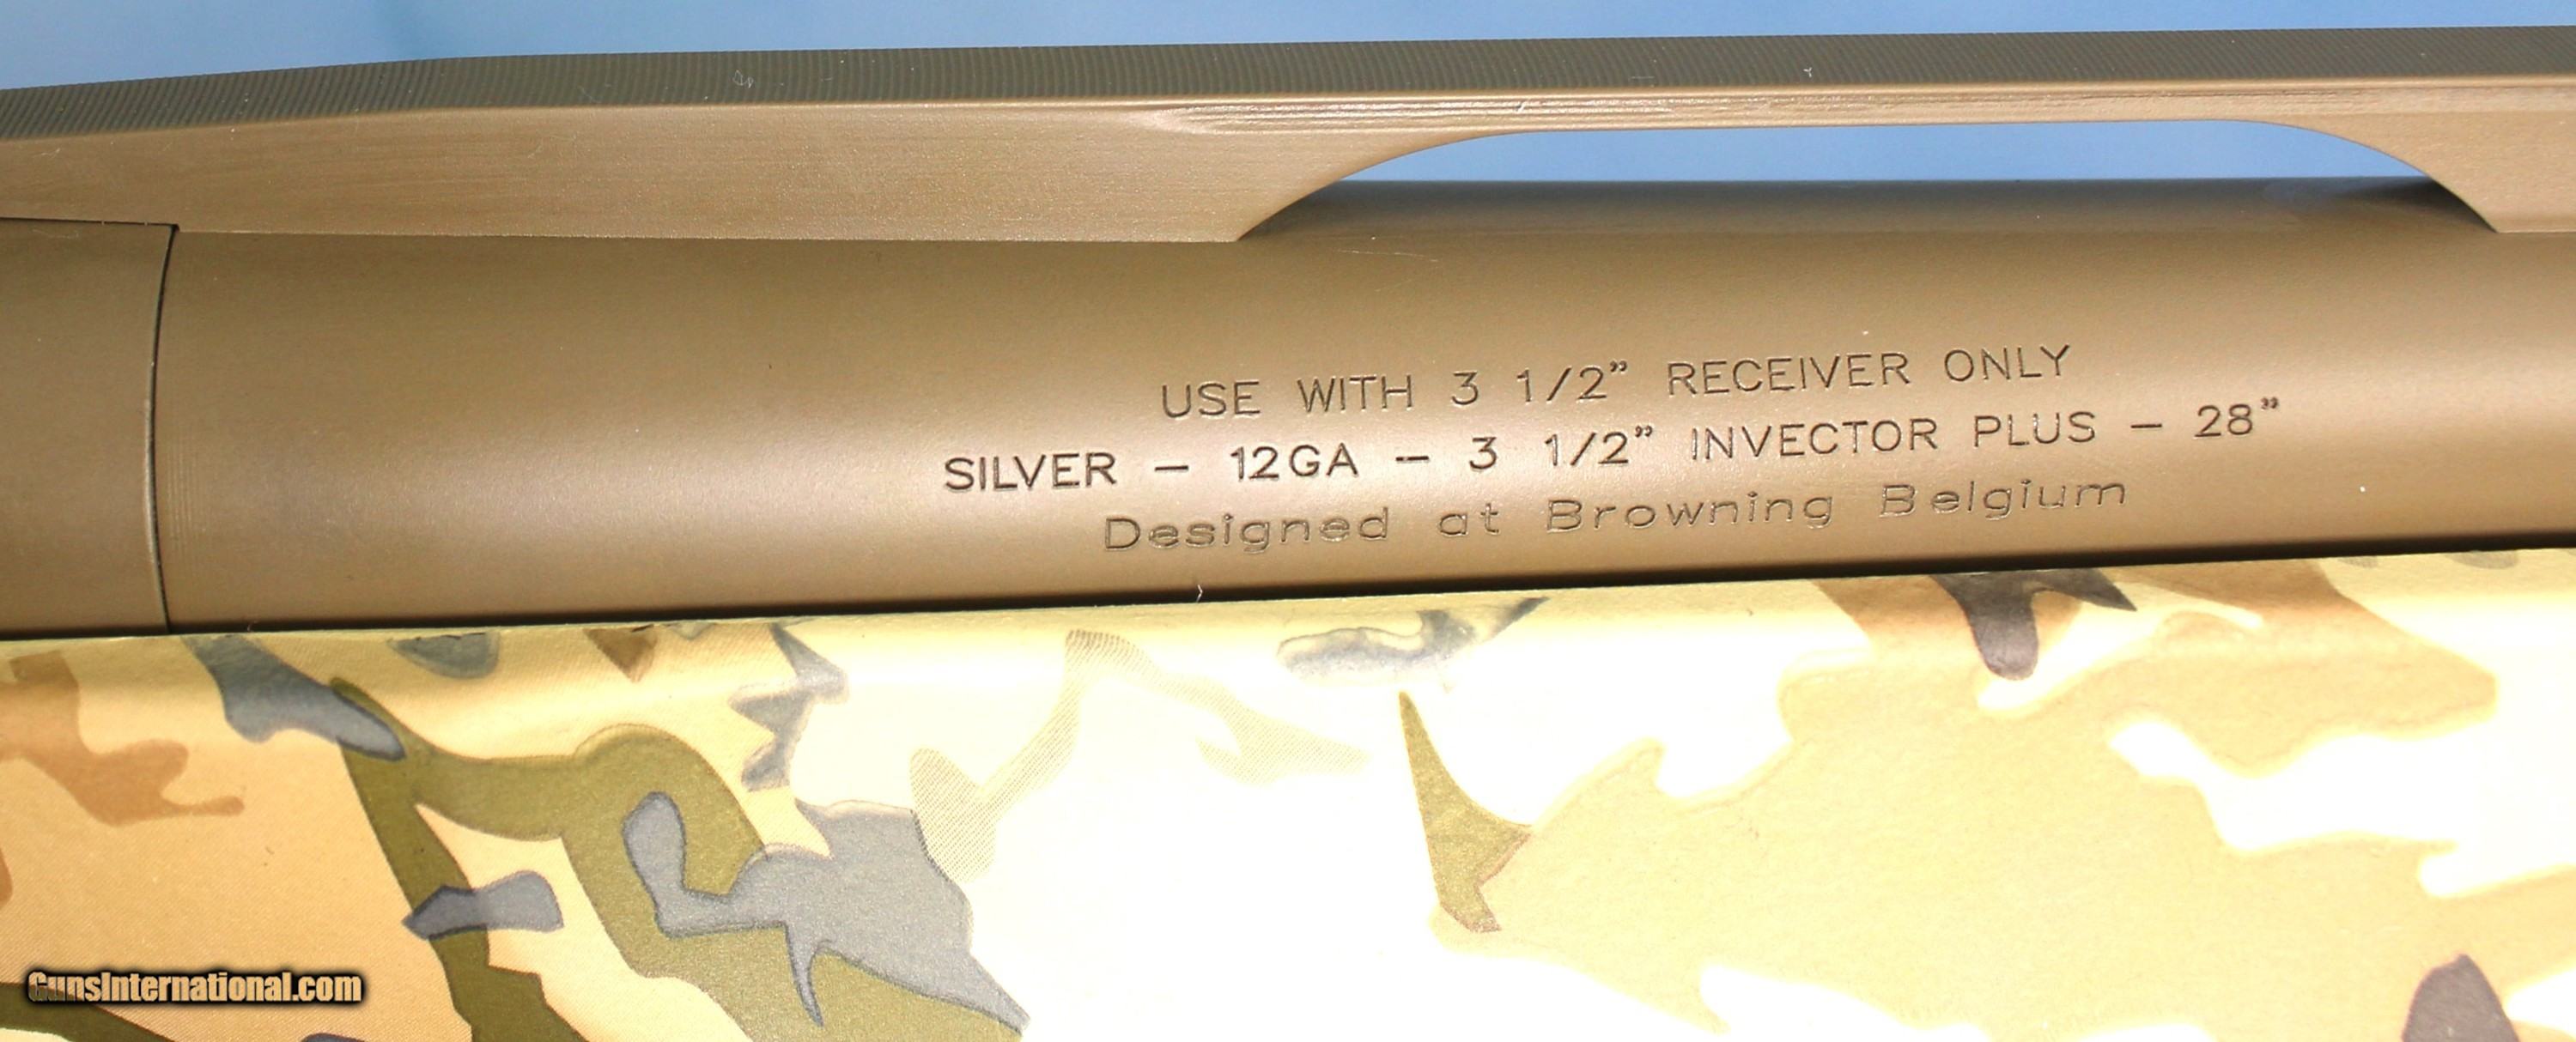 USE WITH 3 1/2" RECEIVER ONLY
SILVER - 12GA - 3 1/2" INVECTOR PLUS - 28"
Designed at Browning Belgium
GunsInternational.com